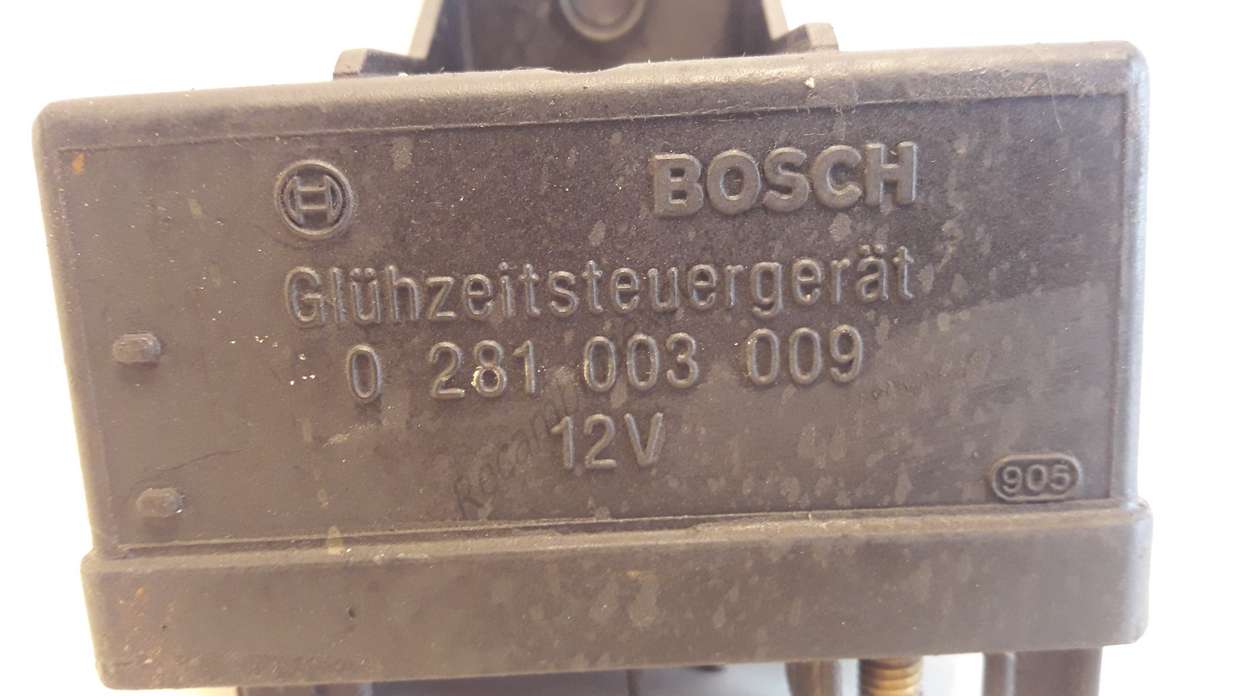 BOSCH
Glühzeitsteuergerät
0 281 003 009
12V
905